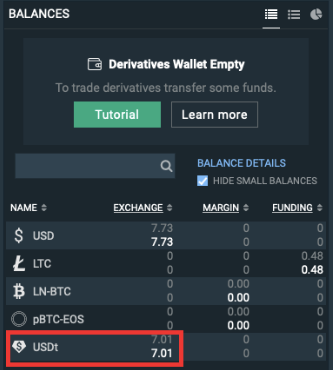 BALANCES
Derivatives Wallet Empty
To trade derivatives transfer some funds.
Tutorial Learn more
BALANCE DETAILS
HIDE SMALL BALANCES
NAME EXCHANGE MARGIN FUNDING
7.73 0 0
$ USD 7.73 0 0
0 0 0.48
LTC 0 0 0.48
0 0.00 0
LN-BTC 0 0.00 0
0 0.00 0
pBTC-EOS 0 0.00 0
7.01 0 0
USDt 7.01 0 0